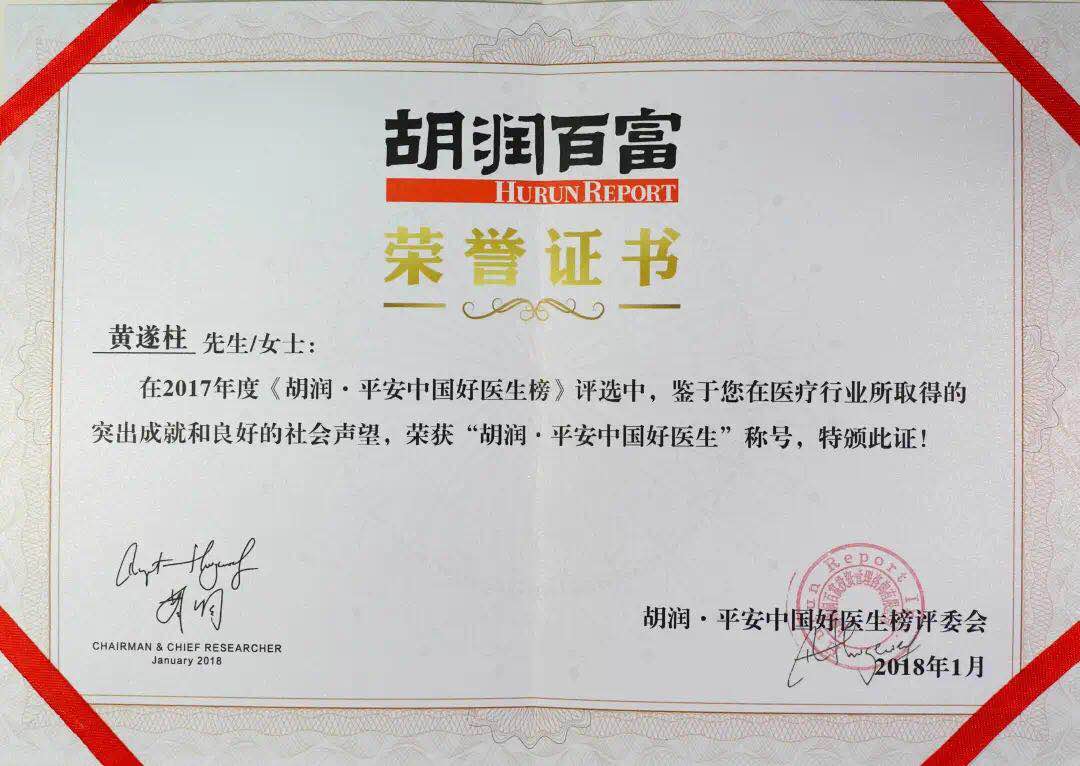 胡润百富
HURUN REPORT
荣誉证书
黄遂柱 先生/女士：
在2017年度《胡润·平安中国好医生榜》评选中，鉴于您在医疗行业所取得的
突出成就和良好的社会声望，荣获“胡润·平安中国好医生”称号，特颁此证！
胡润
CHAIRMAN & CHIEF RESEARCHER
January 2018
胡润·平安中国好医生榜评委会
2018年1月